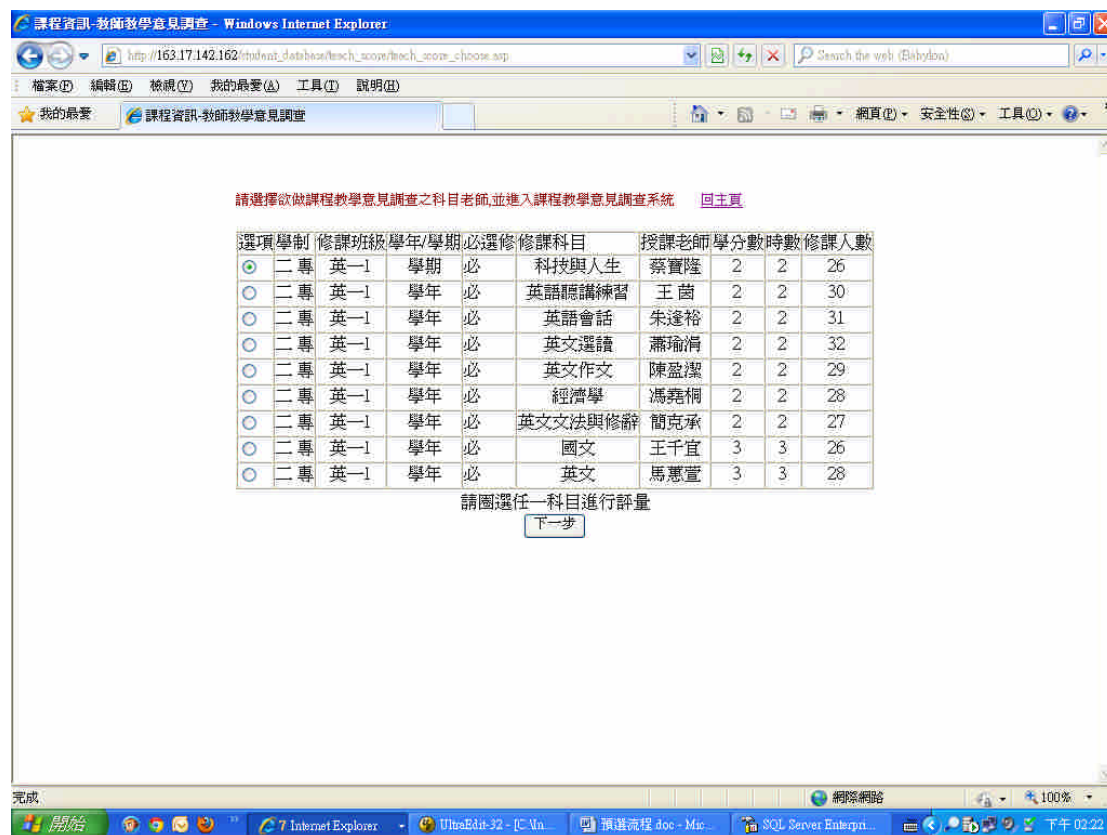 課程資訊-教師教學意見調查 - Windows Internet Explorer
http://163.17.142.162/student_database/teach_score/teach_score_choose.asp
Search the web (Babylon)
檔案(F) 編輯(E) 檢視(V) 我的最愛(A) 工具(T) 說明(H)
我的最愛 課程資訊-教師教學意見調查 網頁(P) 安全性(S) 工具(O)
請選擇欲做課程教學意見調查之科目老師,並進入課程教學意見調查系統 回主頁
選項 學制 修課班級 學年/學期 必選修 修課科目 授課老師 學分數 時數 修課人數
二專 英一1 學期 必 科技與人生 蔡寶隆 2 2 26
二專 英一1 學年 必 英語聽講練習 王茵 2 2 30
二專 英一1 學年 必 英語會話 朱逢裕 2 2 31
二專 英一1 學年 必 英文選讀 蕭瑜涓 2 2 32
二專 英一1 學年 必 英文作文 陳盈潔 2 2 29
二專 英一1 學年 必 經濟學 馮堯桐 2 2 28
二專 英一1 學年 必 英文文法與修辭 簡克承 2 2 27
二專 英一1 學年 必 國文 王千宜 3 3 26
二專 英一1 學年 必 英文 馬蕙萱 3 3 28
請圈選任一科目進行評量
下一步
完成 網際網路 100%
開始 7 Internet Explorer UltraEdit-32 - [C:\In... 預選流程.doc - Mic... SQL Server Enterpri... 下午 02:22